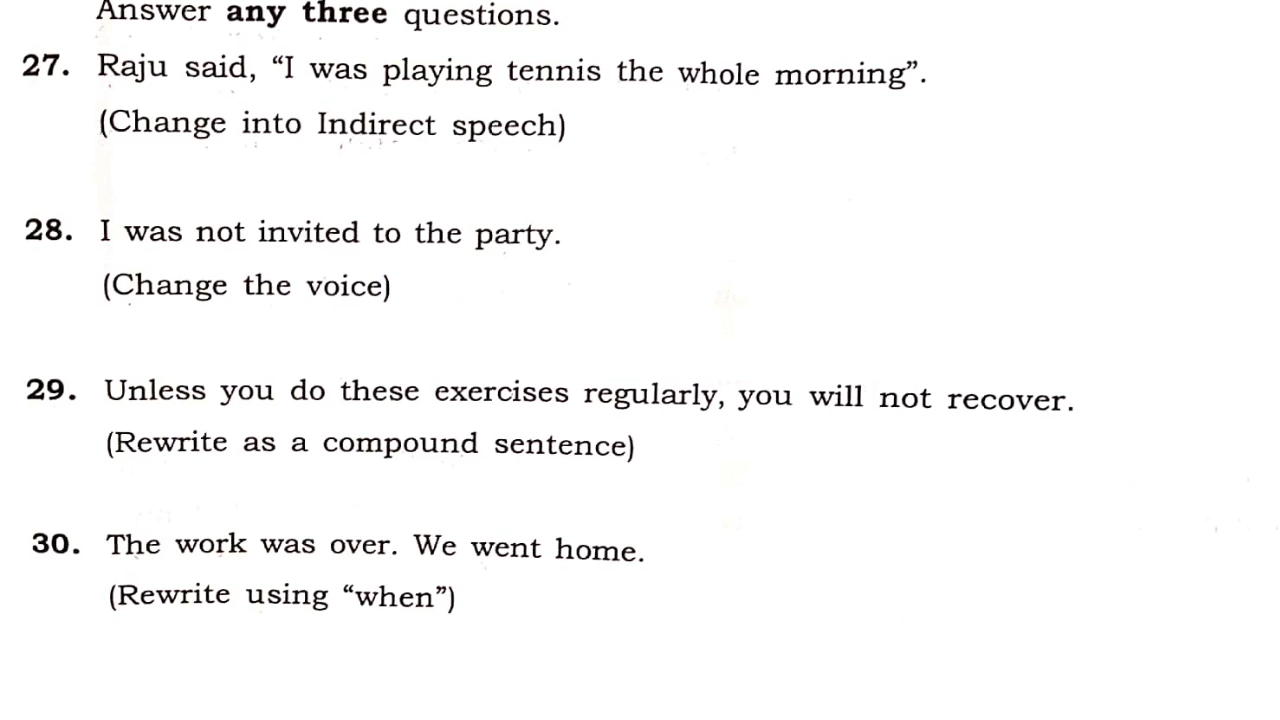 Answer any three questions.
27. Raju said, “I was playing tennis the whole morning”.
(Change into Indirect speech)
28. I was not invited to the party.
(Change the voice)
29. Unless you do these exercises regularly, you will not recover.
(Rewrite as a compound sentence)
30. The work was over. We went home.
(Rewrite using “when”)